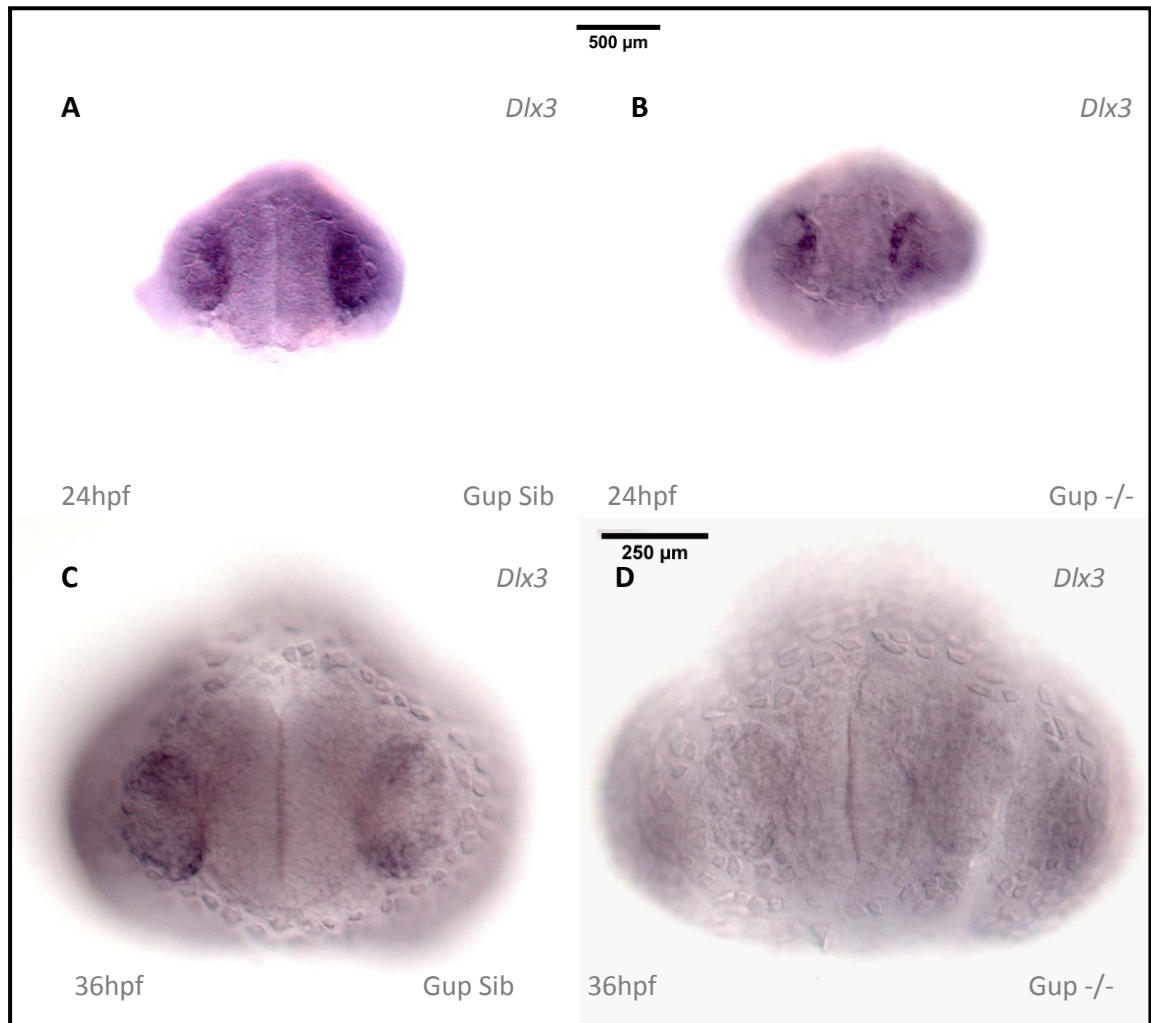 500 µm
A
Dlx3
B
Dlx3
24hpf
Gup Sib
24hpf
Gup -/-
250 µm
C
Dlx3
D
Dlx3
36hpf
Gup Sib
36hpf
Gup -/-